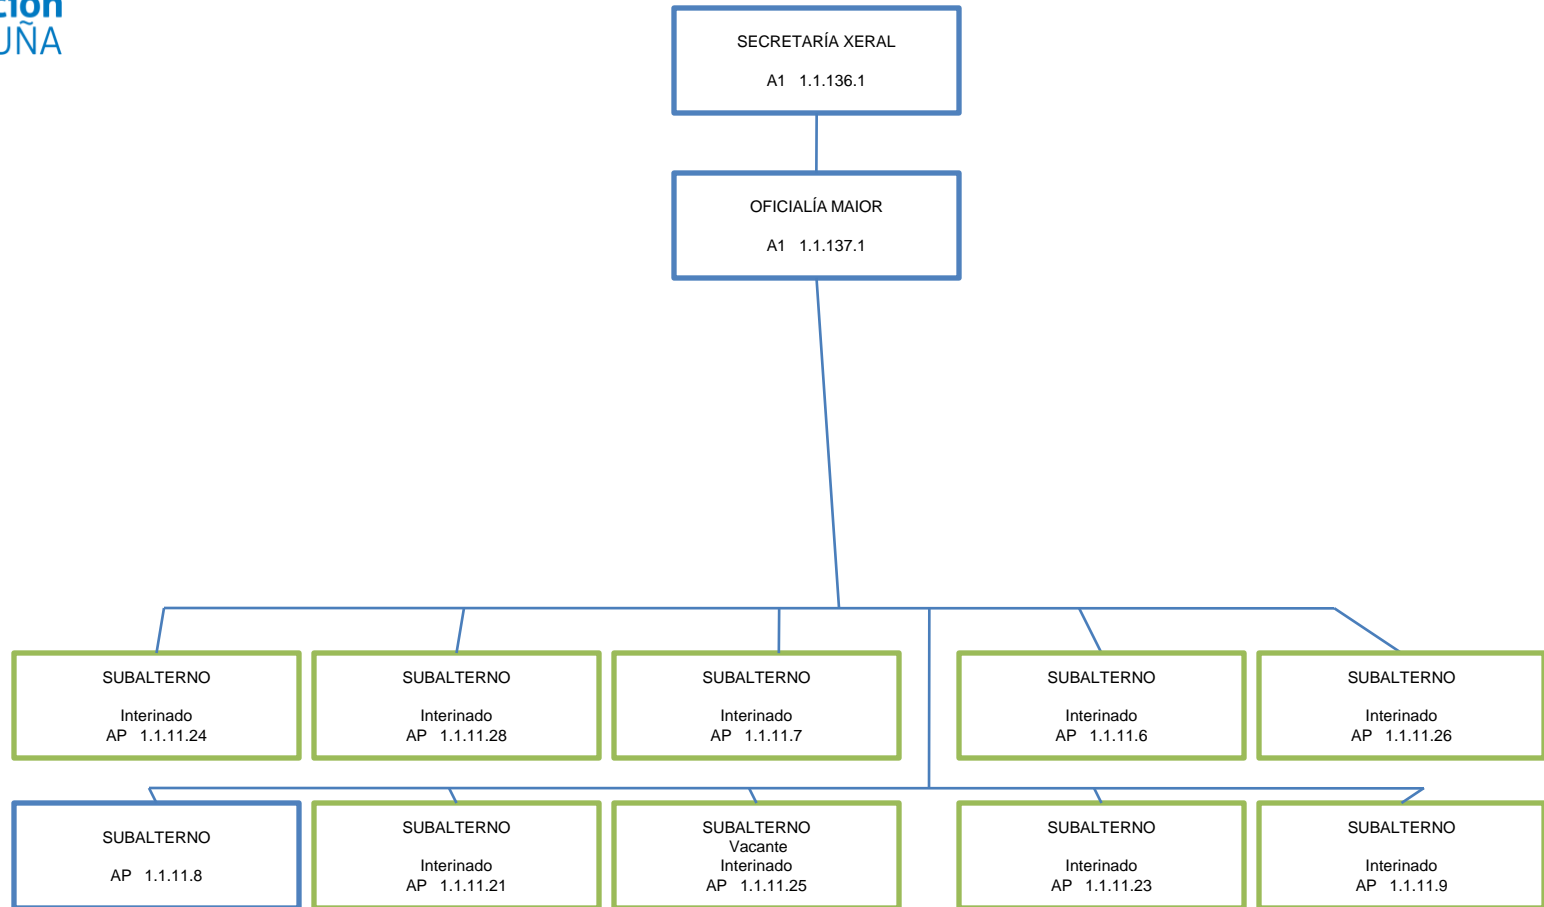 ción
UÑA
SECRETARÍA XERAL
A1 1.1.136.1
OFICIALÍA MAIOR
A1 1.1.137.1
SUBALTERNO
Interinado
AP 1.1.11.24
SUBALTERNO
Interinado
AP 1.1.11.28
SUBALTERNO
Interinado
AP 1.1.11.7
SUBALTERNO
Interinado
AP 1.1.11.6
SUBALTERNO
Interinado
AP 1.1.11.26
SUBALTERNO
AP 1.1.11.8
SUBALTERNO
Interinado
AP 1.1.11.21
SUBALTERNO
Vacante
Interinado
AP 1.1.11.25
SUBALTERNO
Interinado
AP 1.1.11.23
SUBALTERNO
Interinado
AP 1.1.11.9